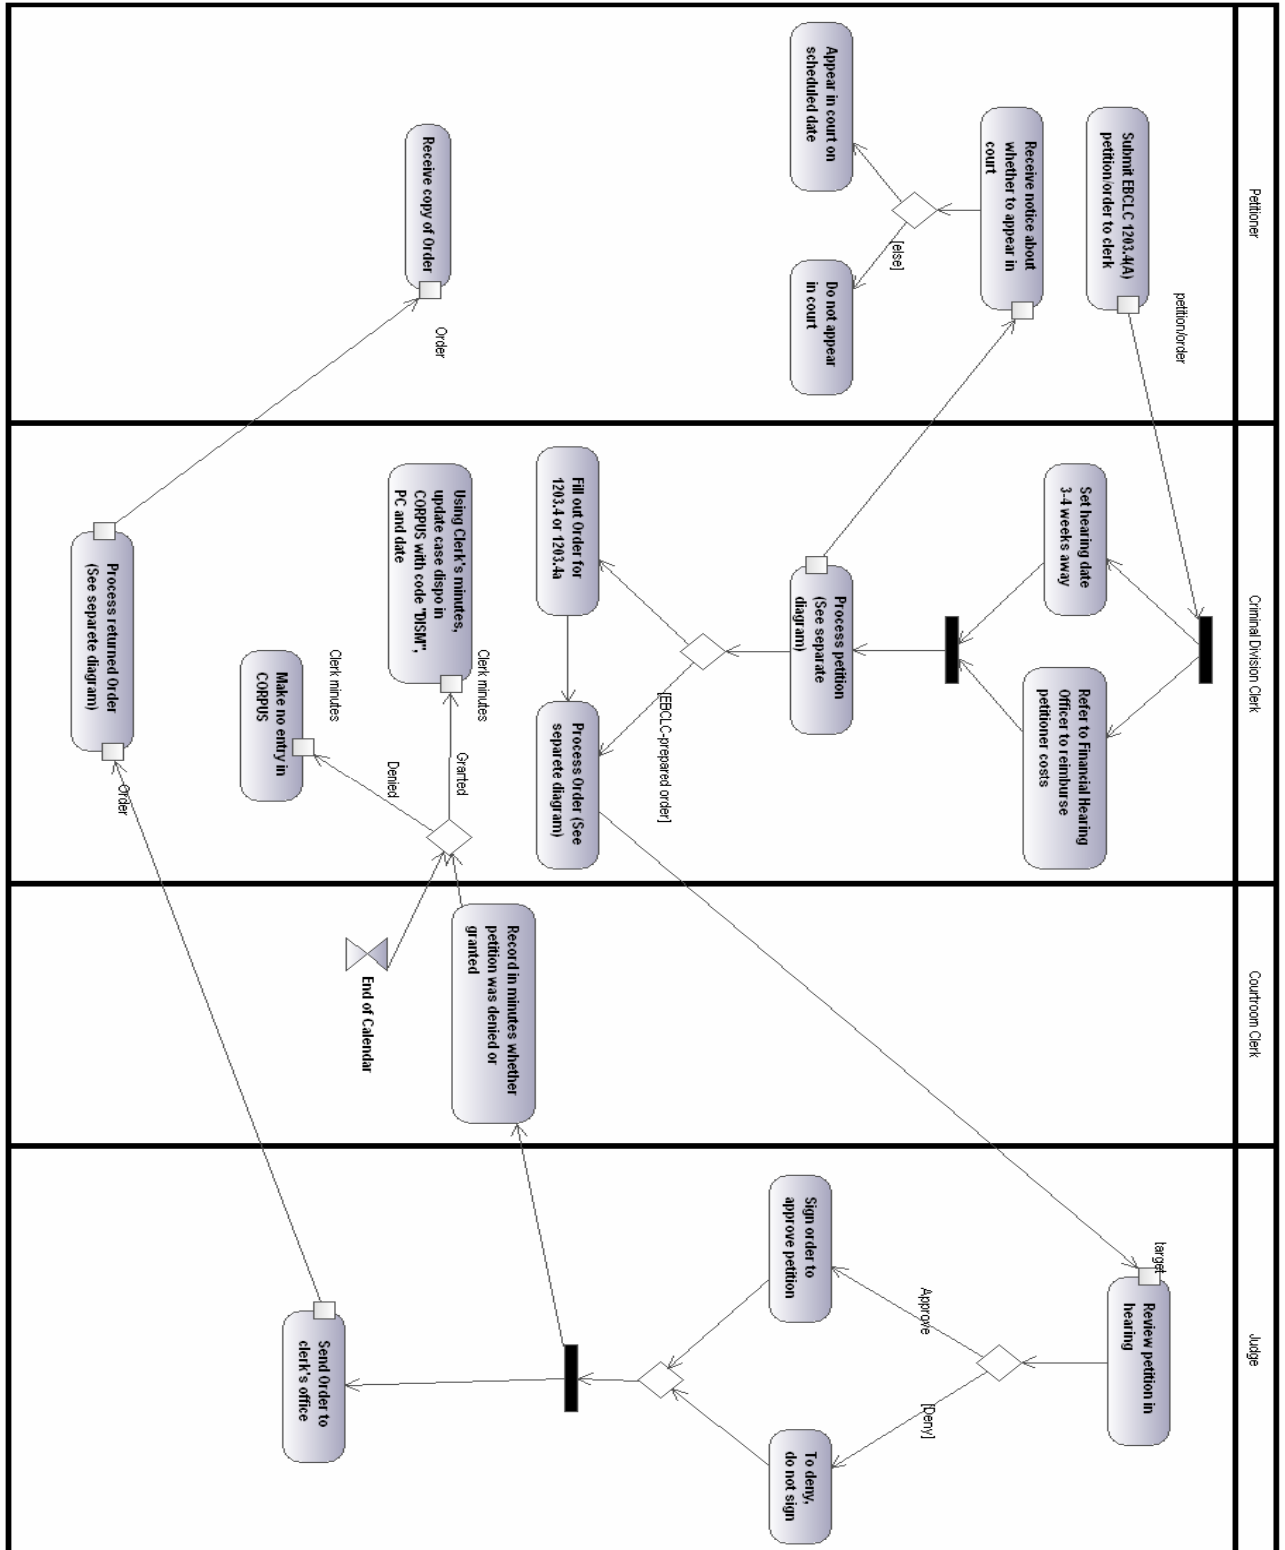 Petitioner
Criminal Division Clerk
Courtroom Clerk
Judge
Submit EBCLC 1203.4(A)
petition/order to clerk
petition/order
Receive notice about
whether to appear in
court
[else]
Appear in court on
scheduled date
Do not appear
in court
Receive copy of Order
Order
Set hearing date
3-4 weeks away
Refer to Financial Hearing
Officer to reimburse
petitioner costs
Process petition
(See separate
diagram)
[EBCLC-prepared order]
Fill out Order for
1203.4 or 1203.4a
Process Order (See
separete diagram)
Clerk minutes
Granted
Using Clerk's minutes,
update case dispo in
CORPUS with code "DISM",
PC and date
Denied
Clerk minutes
Make no entry in
CORPUS
Order
Process returned Order
(See separete diagram)
Record in minutes whether
petition was denied or
granted
End of Calendar
target
Review petition in
hearing
Approve
[Deny]
Sign order to
approve petition
To deny,
do not sign
Send Order to
clerk's office